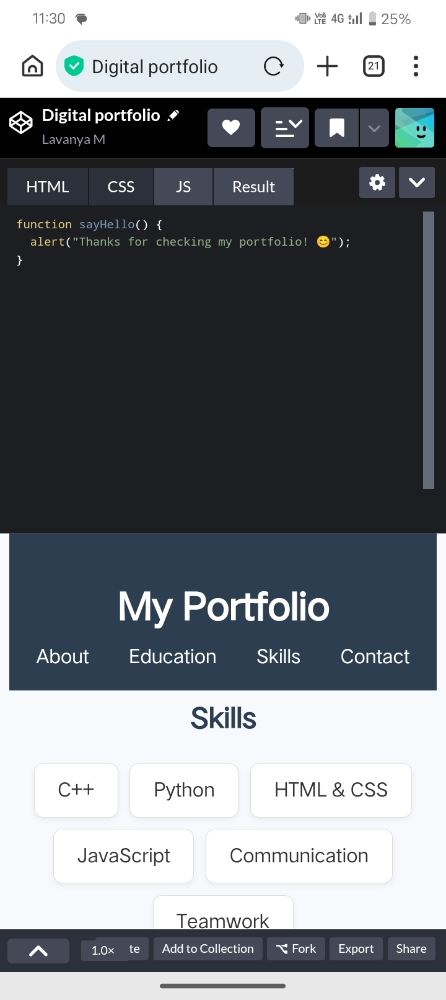 11:30 Vo) LTE 4G 25%
Digital portfolio 21
Digital portfolio
Lavanya M
HTML CSS JS Result
function sayHello() {
  alert("Thanks for checking my portfolio! 😊");
}
My Portfolio
About Education Skills Contact
Skills
C++ Python HTML & CSS
JavaScript Communication
Teamwork
1.0× te Add to Collection Fork Export Share